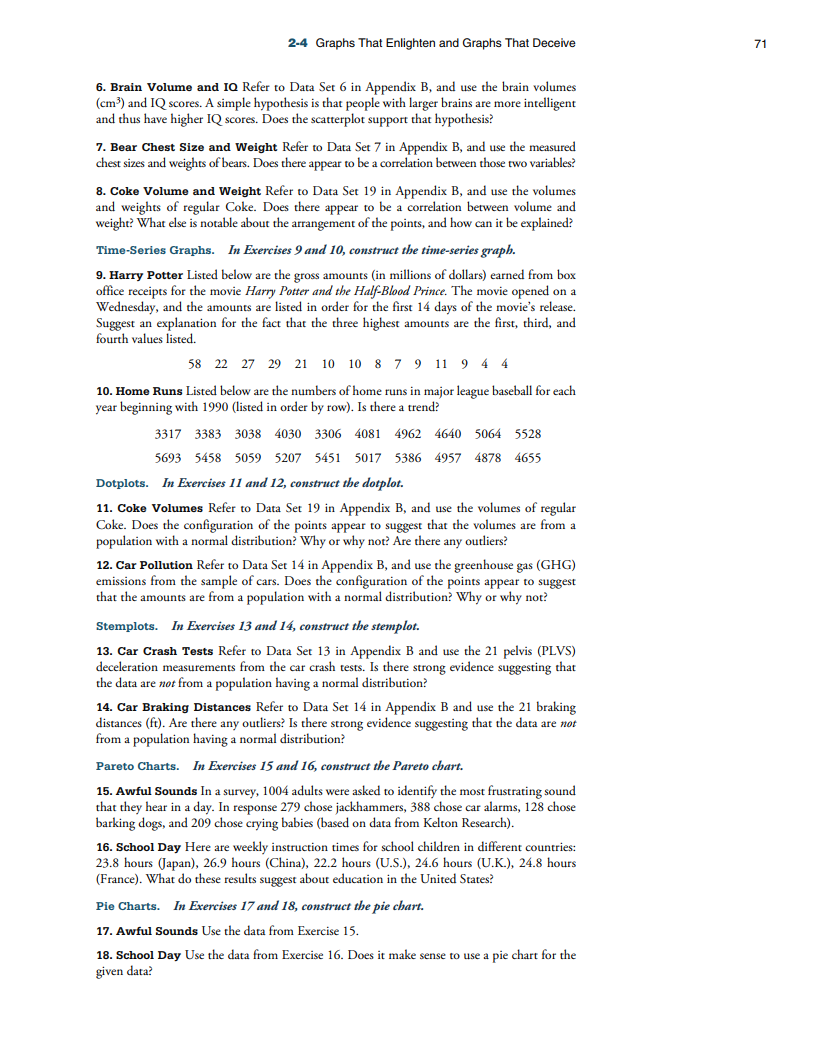 2-4 Graphs That Enlighten and Graphs That Deceive 71
6. Brain Volume and IQ Refer to Data Set 6 in Appendix B, and use the brain volumes
(cm³) and IQ scores. A simple hypothesis is that people with larger brains are more intelligent
and thus have higher IQ scores. Does the scatterplot support that hypothesis?
7. Bear Chest Size and Weight Refer to Data Set 7 in Appendix B, and use the measured
chest sizes and weights of bears. Does there appear to be a correlation between those two variables?
8. Coke Volume and Weight Refer to Data Set 19 in Appendix B, and use the volumes
and weights of regular Coke. Does there appear to be a correlation between volume and
weight? What else is notable about the arrangement of the points, and how can it be explained?
Time-Series Graphs. In Exercises 9 and 10, construct the time-series graph.
9. Harry Potter Listed below are the gross amounts (in millions of dollars) earned from box
office receipts for the movie Harry Potter and the Half-Blood Prince. The movie opened on a
Wednesday, and the amounts are listed in order for the first 14 days of the movie's release.
Suggest an explanation for the fact that the three highest amounts are the first, third, and
fourth values listed.
58 22 27 29 21 10 10 8 7 9 11 9 4 4
10. Home Runs Listed below are the numbers of home runs in major league baseball for each
year beginning with 1990 (listed in order by row). Is there a trend?
3317 3383 3038 4030 3306 4081 4962 4640 5064 5528
5693 5458 5059 5207 5451 5017 5386 4957 4878 4655
Dotplots. In Exercises 11 and 12, construct the dotplot.
11. Coke Volumes Refer to Data Set 19 in Appendix B, and use the volumes of regular
Coke. Does the configuration of the points appear to suggest that the volumes are from a
population with a normal distribution? Why or why not? Are there any outliers?
12. Car Pollution Refer to Data Set 14 in Appendix B, and use the greenhouse gas (GHG)
emissions from the sample of cars. Does the configuration of the points appear to suggest
that the amounts are from a population with a normal distribution? Why or why not?
Stemplots. In Exercises 13 and 14, construct the stemplot.
13. Car Crash Tests Refer to Data Set 13 in Appendix B and use the 21 pelvis (PLVS)
deceleration measurements from the car crash tests. Is there strong evidence suggesting that
the data are not from a population having a normal distribution?
14. Car Braking Distances Refer to Data Set 14 in Appendix B and use the 21 braking
distances (ft). Are there any outliers? Is there strong evidence suggesting that the data are not
from a population having a normal distribution?
Pareto Charts. In Exercises 15 and 16, construct the Pareto chart.
15. Awful Sounds In a survey, 1004 adults were asked to identify the most frustrating sound
that they hear in a day. In response 279 chose jackhammers, 388 chose car alarms, 128 chose
barking dogs, and 209 chose crying babies (based on data from Kelton Research).
16. School Day Here are weekly instruction times for school children in different countries:
23.8 hours (Japan), 26.9 hours (China), 22.2 hours (U.S.), 24.6 hours (U.K.), 24.8 hours
(France). What do these results suggest about education in the United States?
Pie Charts. In Exercises 17 and 18, construct the pie chart.
17. Awful Sounds Use the data from Exercise 15.
18. School Day Use the data from Exercise 16. Does it make sense to use a pie chart for the
given data?